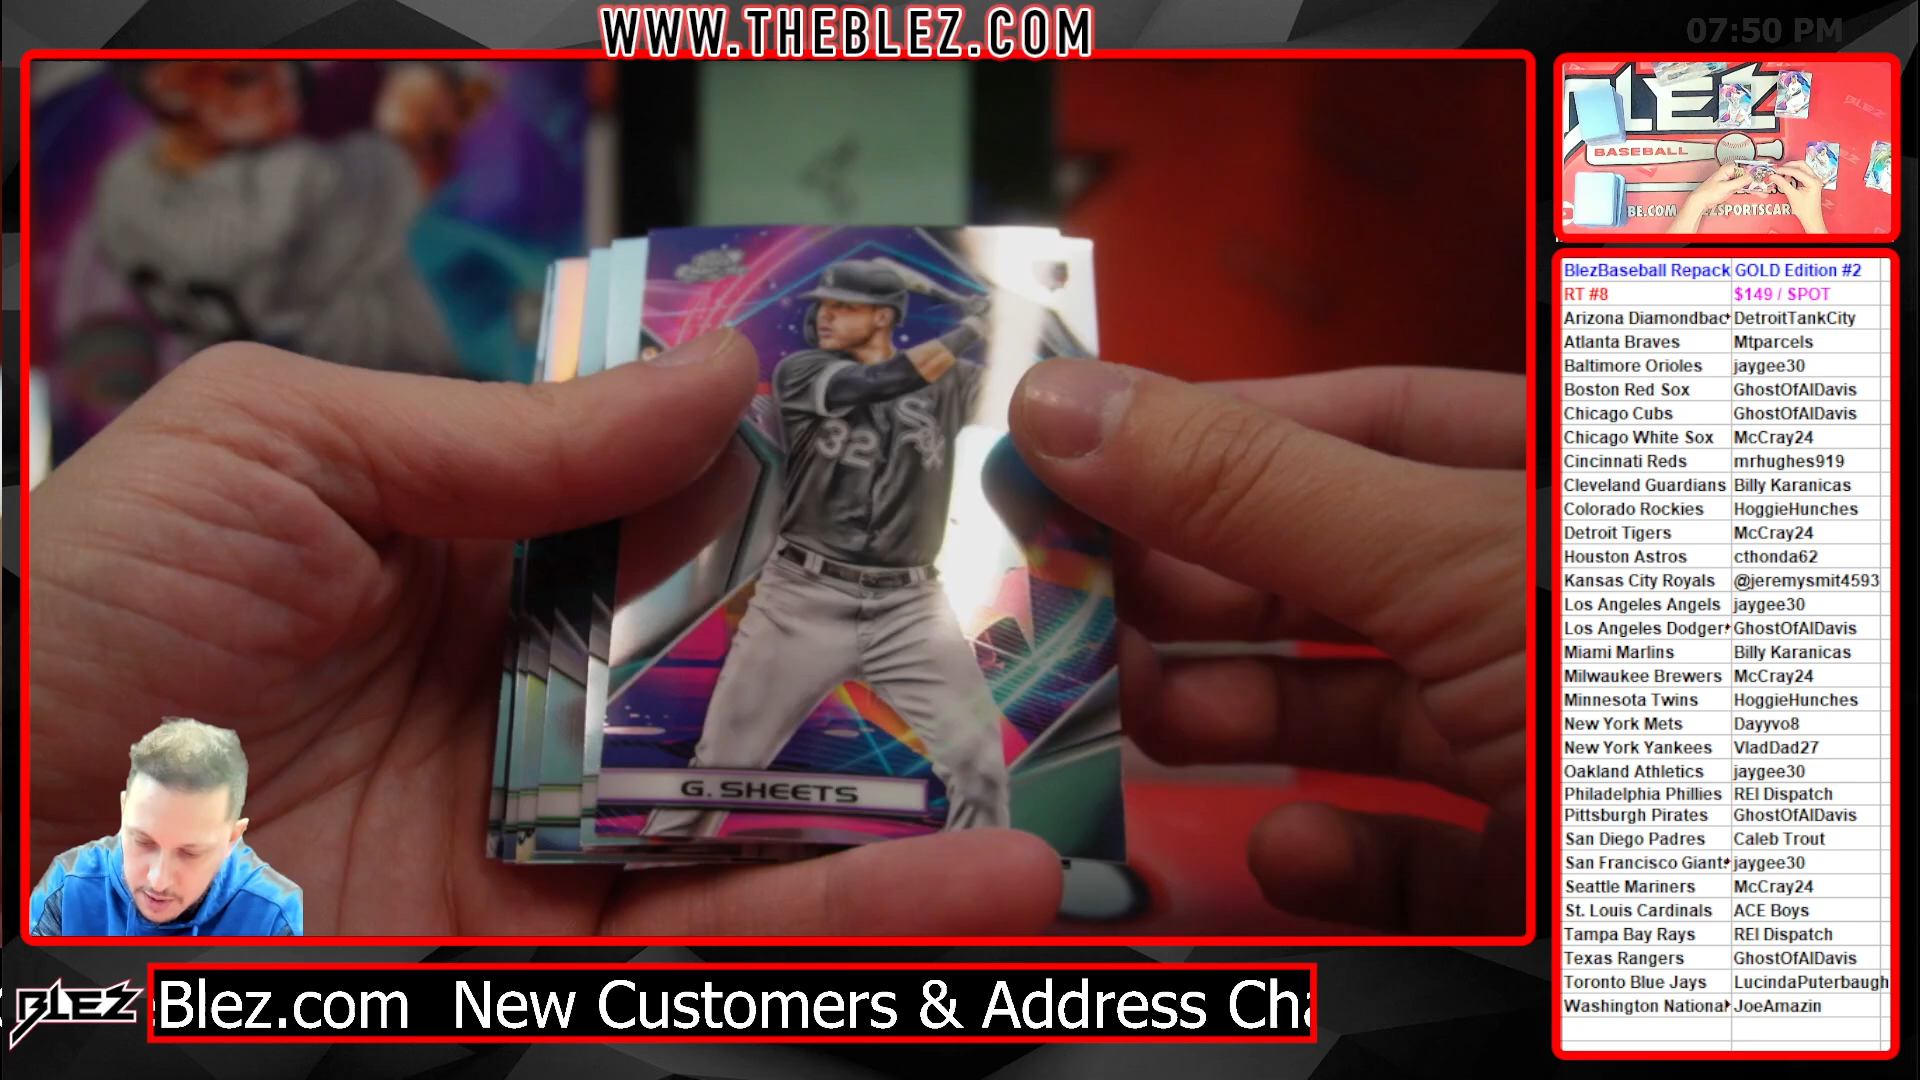 WWW.THEBLEZ.COM
07:50 PM
BLEZ
BASEBALL
BE.COM
ZSPORTSCAR
32
SOX
G. SHEETS
BlezBaseball Repack GOLD Edition #2
RT #8 $149 / SPOT
Arizona Diamondbac DetroitTankCity
Atlanta Braves Mtparcels
Baltimore Orioles jaygee30
Boston Red Sox GhostOfAlDavis
Chicago Cubs GhostOfAlDavis
Chicago White Sox McCray24
Cincinnati Reds mrhughes919
Cleveland Guardians Billy Karanicas
Colorado Rockies HoggieHunches
Detroit Tigers McCray24
Houston Astros cthonda62
Kansas City Royals @jeremysmit4593
Los Angeles Angels jaygee30
Los Angeles Dodger GhostOfAlDavis
Miami Marlins Billy Karanicas
Milwaukee Brewers McCray24
Minnesota Twins HoggieHunches
New York Mets Dayyvo8
New York Yankees VladDad27
Oakland Athletics jaygee30
Philadelphia Phillies REI Dispatch
Pittsburgh Pirates GhostOfAlDavis
San Diego Padres Caleb Trout
San Francisco Giant jaygee30
Seattle Mariners McCray24
St. Louis Cardinals ACE Boys
Tampa Bay Rays REI Dispatch
Texas Rangers GhostOfAlDavis
Toronto Blue Jays LucindaPuterbaugh
Washington National JoeAmazin
BLEZ
eBlez.com New Customers & Address Cha